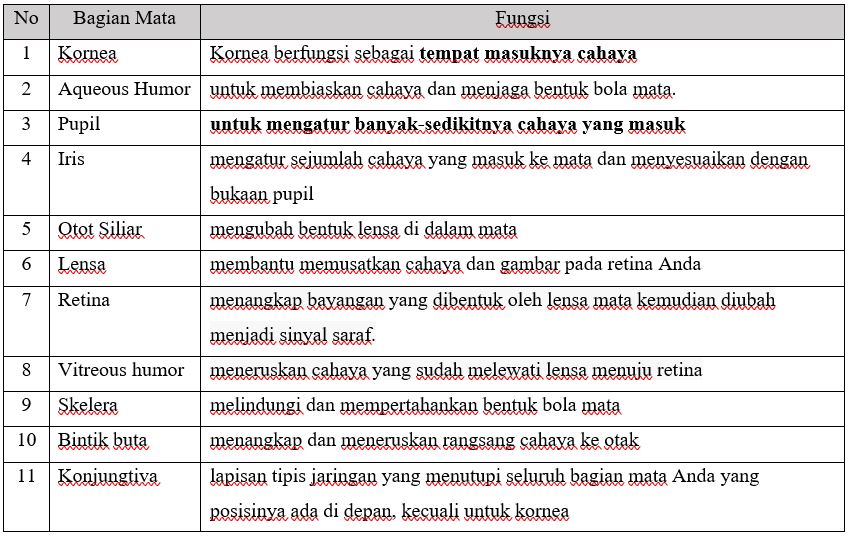 No Bagian Mata Fungsi
1 Kornea Kornea berfungsi sebagai tempat masuknya cahaya
2 Aqueous Humor untuk membiaskan cahaya dan menjaga bentuk bola mata.
3 Pupil untuk mengatur banyak-sedikitnya cahaya yang masuk
4 Iris mengatur sejumlah cahaya yang masuk ke mata dan menyesuaikan dengan
bukaan pupil
5 Otot Siliar mengubah bentuk lensa di dalam mata
6 Lensa membantu memusatkan cahaya dan gambar pada retina Anda
7 Retina menangkap bayangan yang dibentuk oleh lensa mata kemudian diubah
menjadi sinyal saraf.
8 Vitreous humor meneruskan cahaya yang sudah melewati lensa menuju retina
9 Skelera melindungi dan mempertahankan bentuk bola mata
10 Bintik buta menangkap dan meneruskan rangsang cahaya ke otak
11 Konjungtiva lapisan tipis jaringan yang menutupi seluruh bagian mata Anda yang
posisinya ada di depan, kecuali untuk kornea